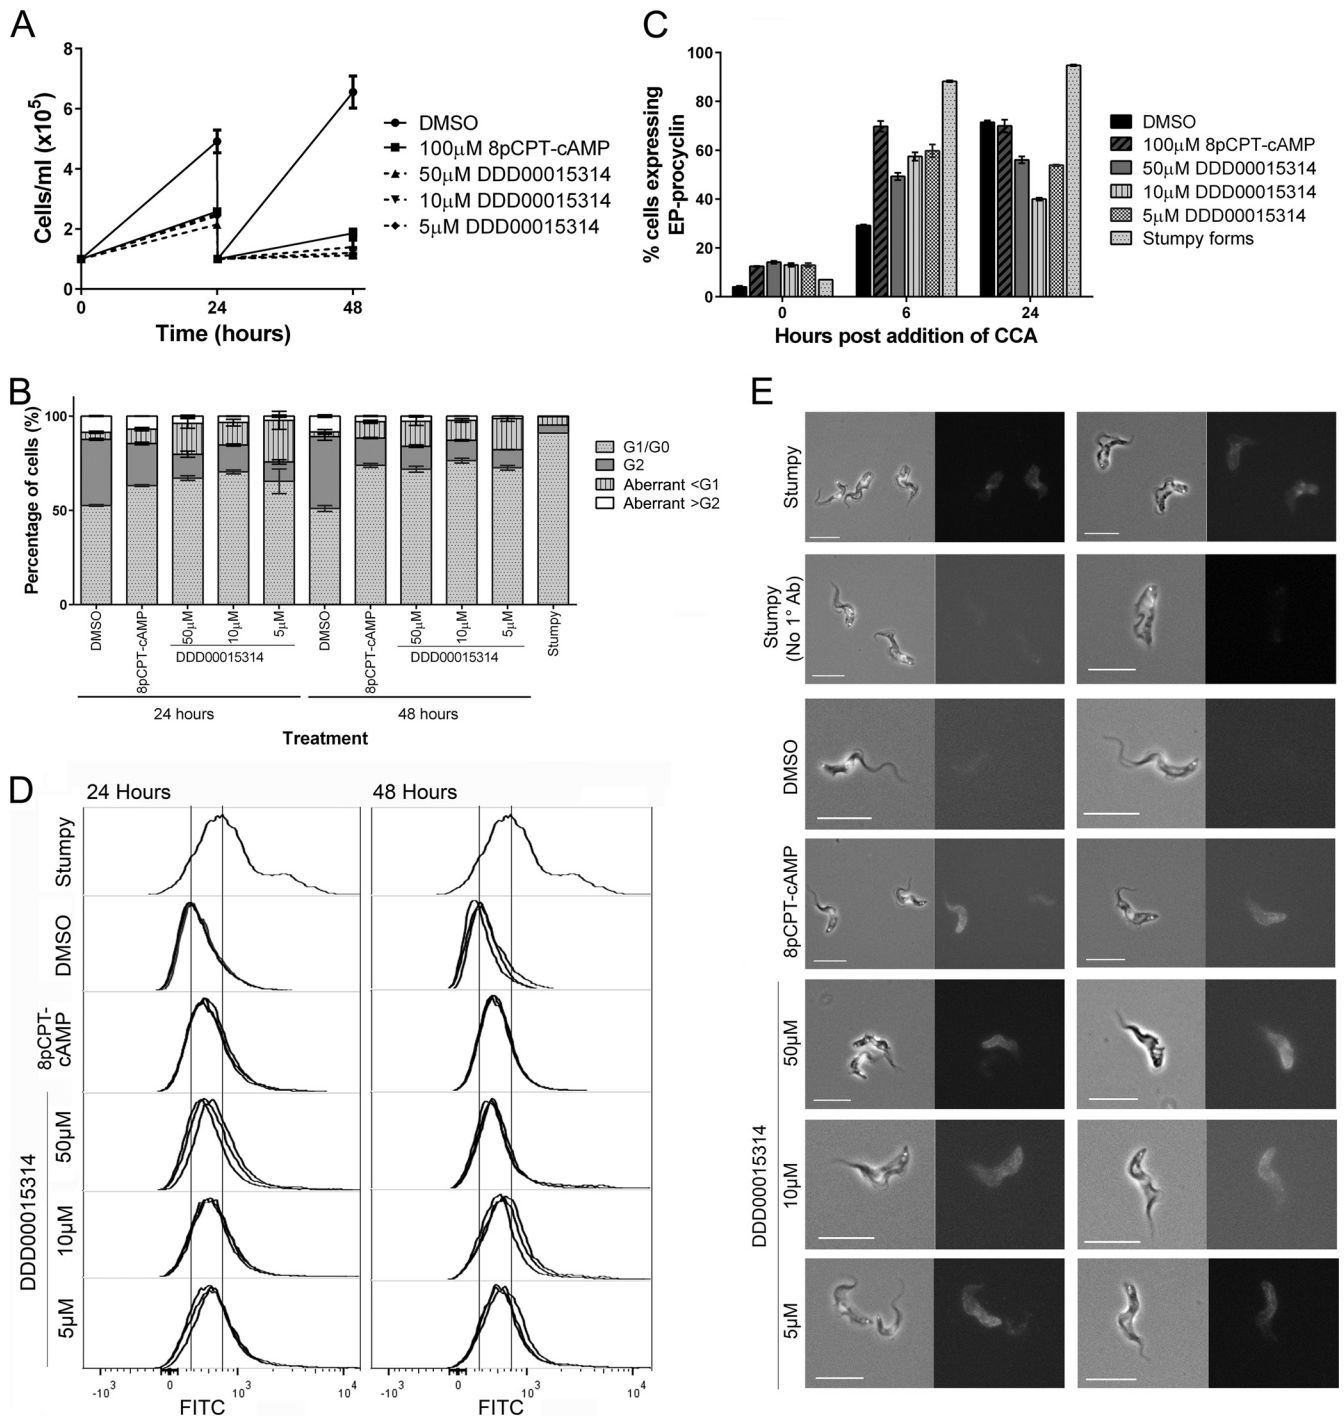 A
8
6
4
2
0
Cells/ml (x10⁵)
0
24
48
Time (hours)
DMSO
100µM 8pCPT-cAMP
50µM DDD00015314
10µM DDD00015314
5µM DDD00015314
C
100
80
60
40
20
0
% cells expressing
EP-procyclin
0
6
24
Hours post addition of CCA
DMSO
100µM 8pCPT-cAMP
50µM DDD00015314
10µM DDD00015314
5µM DDD00015314
Stumpy forms
B
Percentage of cells (%)
100
50
0
G1/G0
G2
Aberrant <G1
Aberrant >G2
DMSO
8pCPT-cAMP
50µM
10µM
5µM
DDD00015314
DMSO
8pCPT-cAMP
50µM
10µM
5µM
DDD00015314
Stumpy
24 hours
48 hours
Treatment
D
24 Hours
48 Hours
Stumpy
DMSO
8pCPT-
cAMP
DDD00015314
50µM
10µM
5µM
-10³
0
10³
10⁴
FITC
-10³
0
10³
10⁴
FITC
E
Stumpy
Stumpy
(No 1° Ab)
DMSO
8pCPT-cAMP
DDD00015314
50µM
10µM
5µM